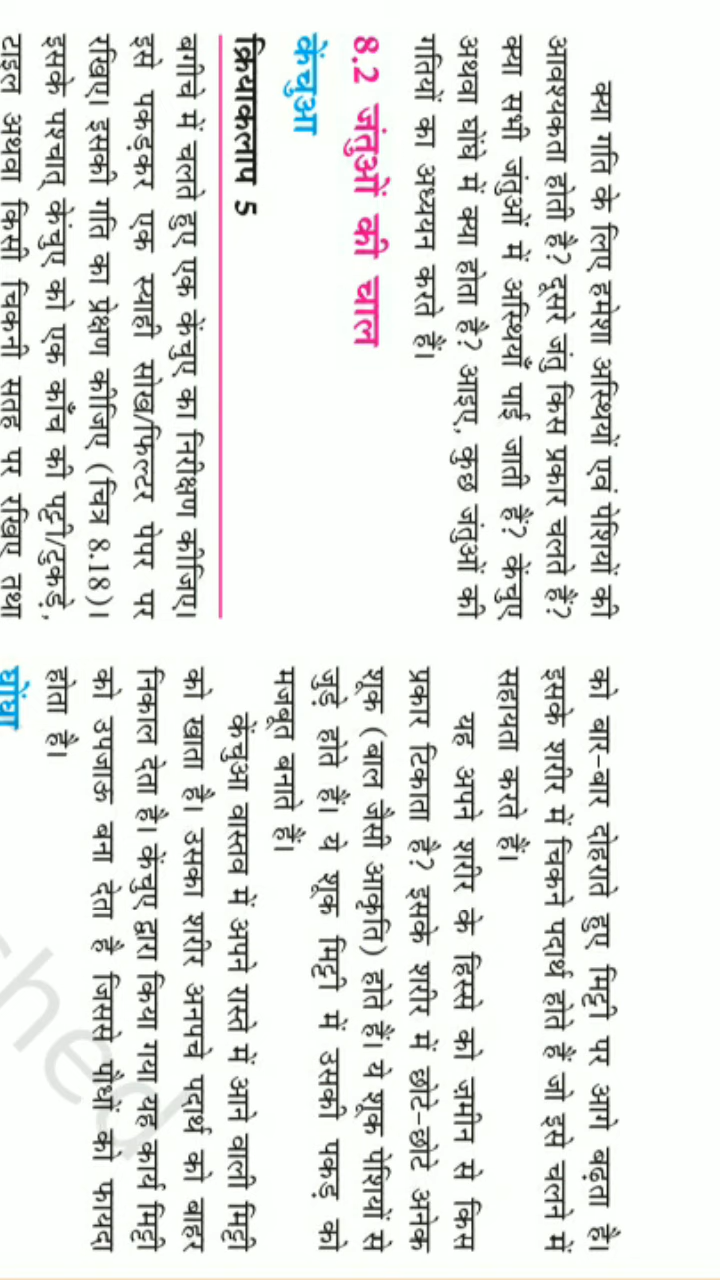 क्या गति के लिए हमेशा अस्थियों एवं पेशियों की
आवश्यकता होती है? दूसरे जंतु किस प्रकार चलते हैं?
क्या सभी जंतुओं में अस्थियाँ पाई जाती हैं? केंचुए
अथवा घोंघे में क्या होता है? आइए, कुछ जंतुओं की
गतियों का अध्ययन करते हैं।
8.2 जंतुओं की चाल
केंचुआ
क्रियाकलाप 5
बगीचे में चलते हुए एक केंचुए का निरीक्षण कीजिए।
इसे पकड़कर एक स्याही सोख/फिल्टर पेपर पर
रखिए। इसकी गति का प्रेक्षण कीजिए (चित्र 8.18)।
इसके पश्चात् केंचुए को एक काँच की पट्टी/टुकड़े,
टाइल अथवा किसी चिकनी सतह पर रखिए तथा
को बार-बार दोहराते हुए मिट्टी पर आगे बढ़ता है।
इसके शरीर में चिकने पदार्थ होते हैं जो इसे चलने में
सहायता करते हैं।
यह अपने शरीर के हिस्से को ज़मीन से किस
प्रकार टिकाता है? इसके शरीर में छोटे-छोटे अनेक
शूक (बाल जैसी आकृति) होते हैं। ये शूक पेशियों से
जुड़े होते हैं। ये शूक मिट्टी में उसकी पकड़ को
मजबूत बनाते हैं।
केंचुआ वास्तव में अपने रास्ते में आने वाली मिट्टी
को खाता है। उसका शरीर अनपचे पदार्थ को बाहर
निकाल देता है। केंचुए द्वारा किया गया यह कार्य मिट्टी
को उपजाऊ बना देता है जिससे पौधों को फायदा
होता है।
घोंघा